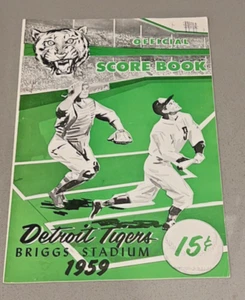 OFFICIAL
SCORE BOOK
Detroit Tigers
BRIGGS STADIUM
1959
15¢